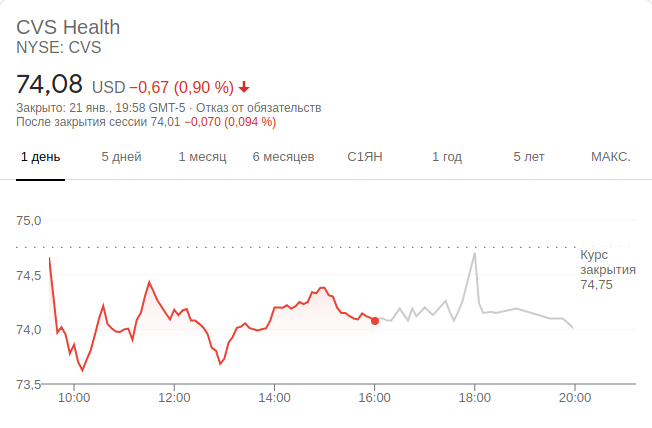 CVS Health
NYSE: CVS
74,08 USD −0,67 (0,90 %)
Закрыто: 21 янв., 19:58 GMT-5 · Отказ от обязательств
После закрытия сессии 74,01 −0,070 (0,094 %)
1 день 5 дней 1 месяц 6 месяцев С1ЯН 1 год 5 лет МАКС.
75,0
Курс
закрытия
74,75
74,5
74,0
73,5
10:00 12:00 14:00 16:00 18:00 20:00